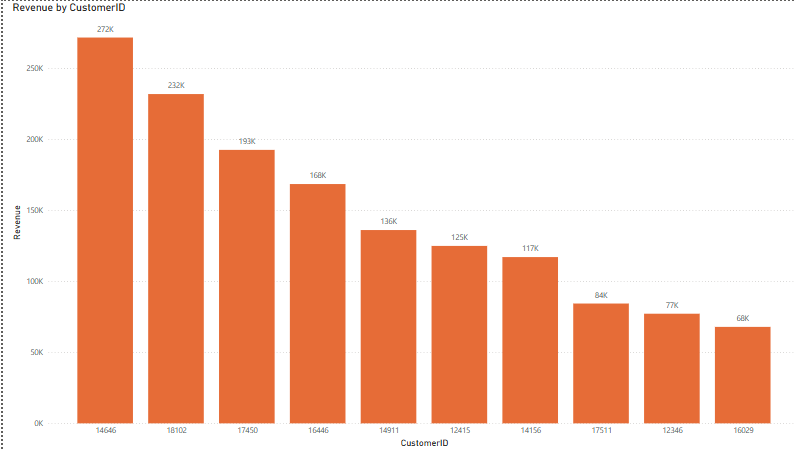 Revenue by CustomerID
272K
232K
193K
168K
136K
125K
117K
84K
77K
68K
250K
200K
150K
100K
50K
0K
Revenue
14646 18102 17450 16446 14911 12415 14156 17511 12346 16029
CustomerID